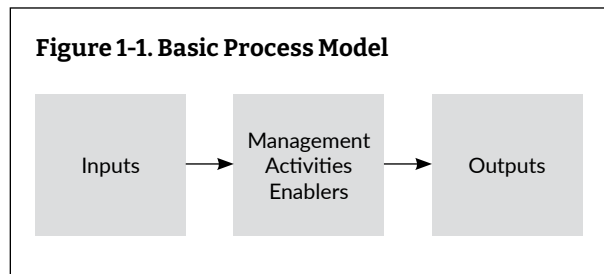 Figure 1-1. Basic Process Model
Inputs
Management
Activities
Enablers
Outputs